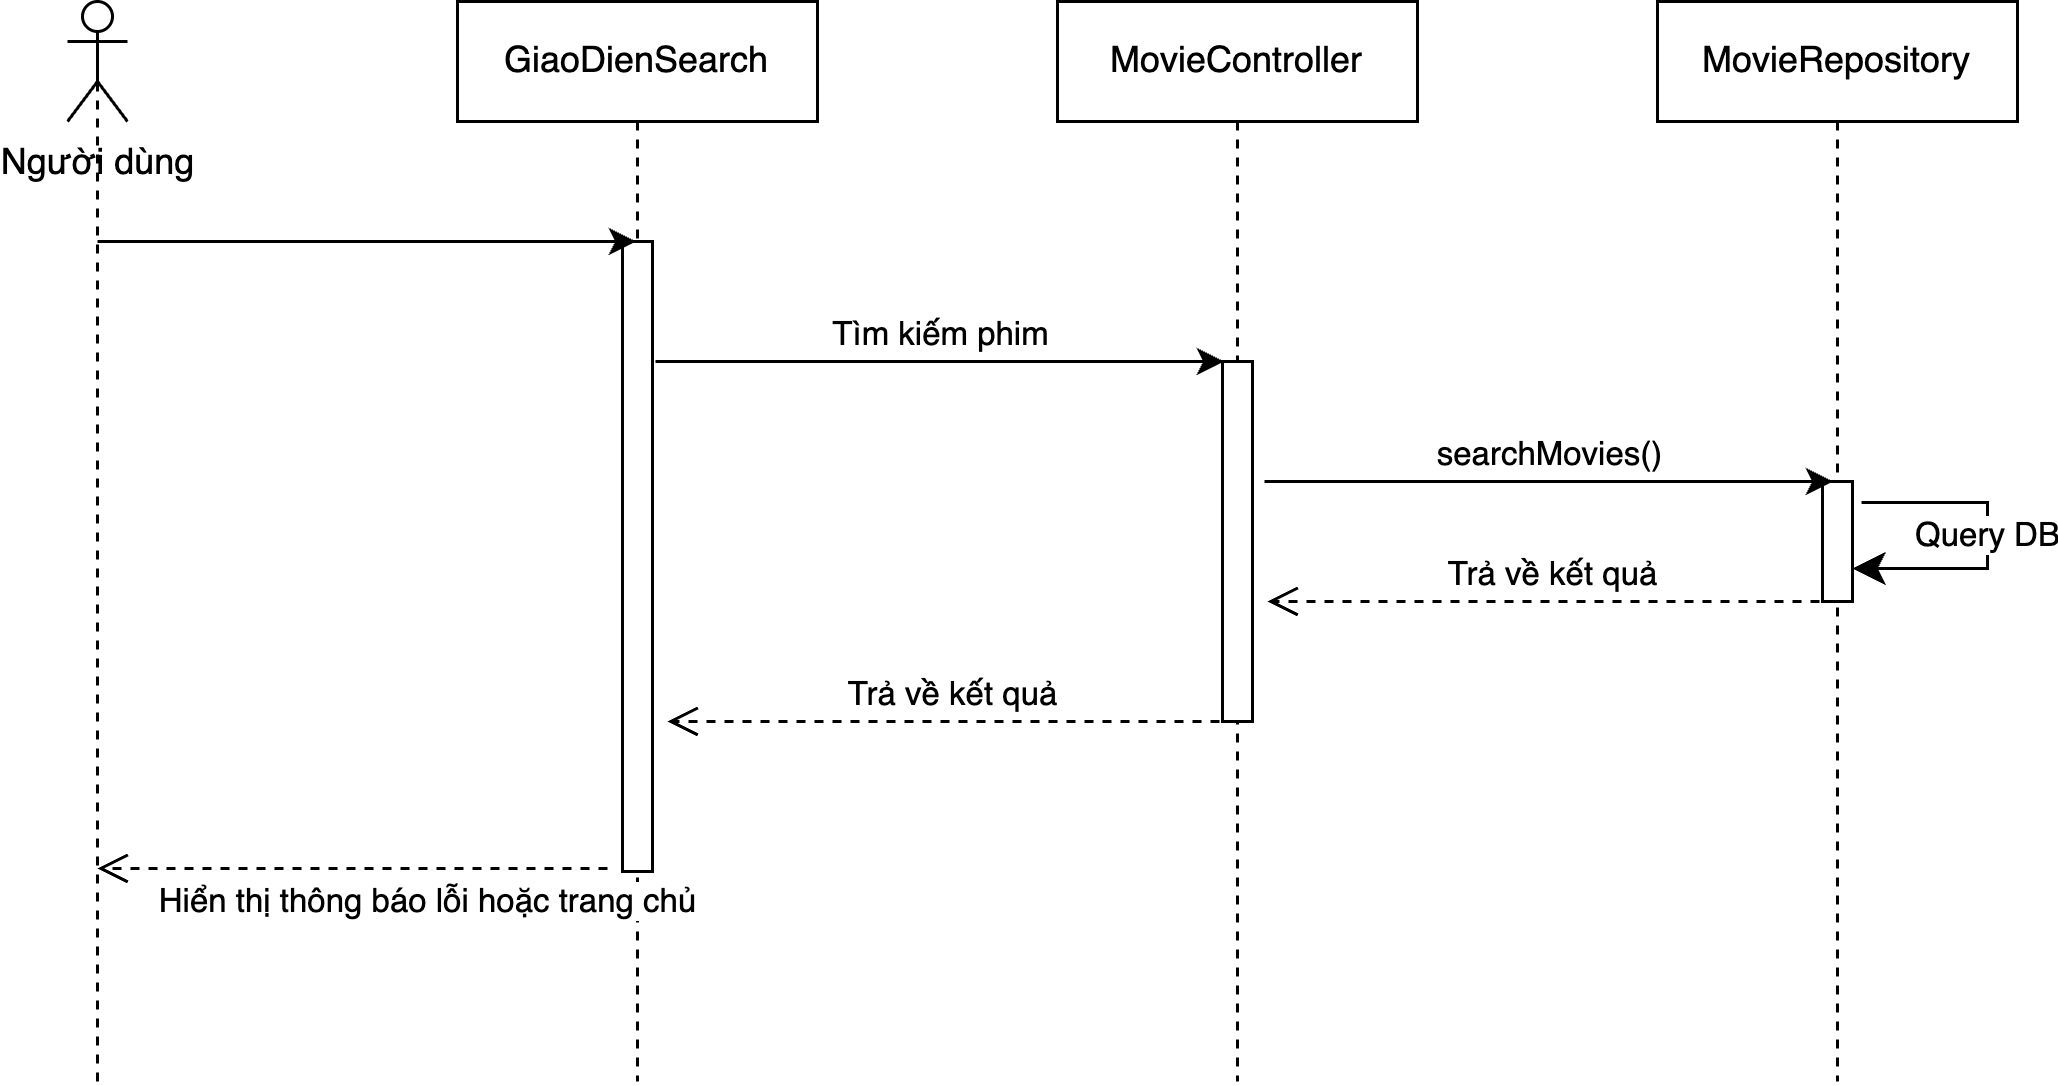 GiaoDienSearch
MovieController
MovieRepository
Người dùng
Tìm kiếm phim
searchMovies()
Query DB
Trả về kết quả
Trả về kết quả
Hiển thị thông báo lỗi hoặc trang chủ